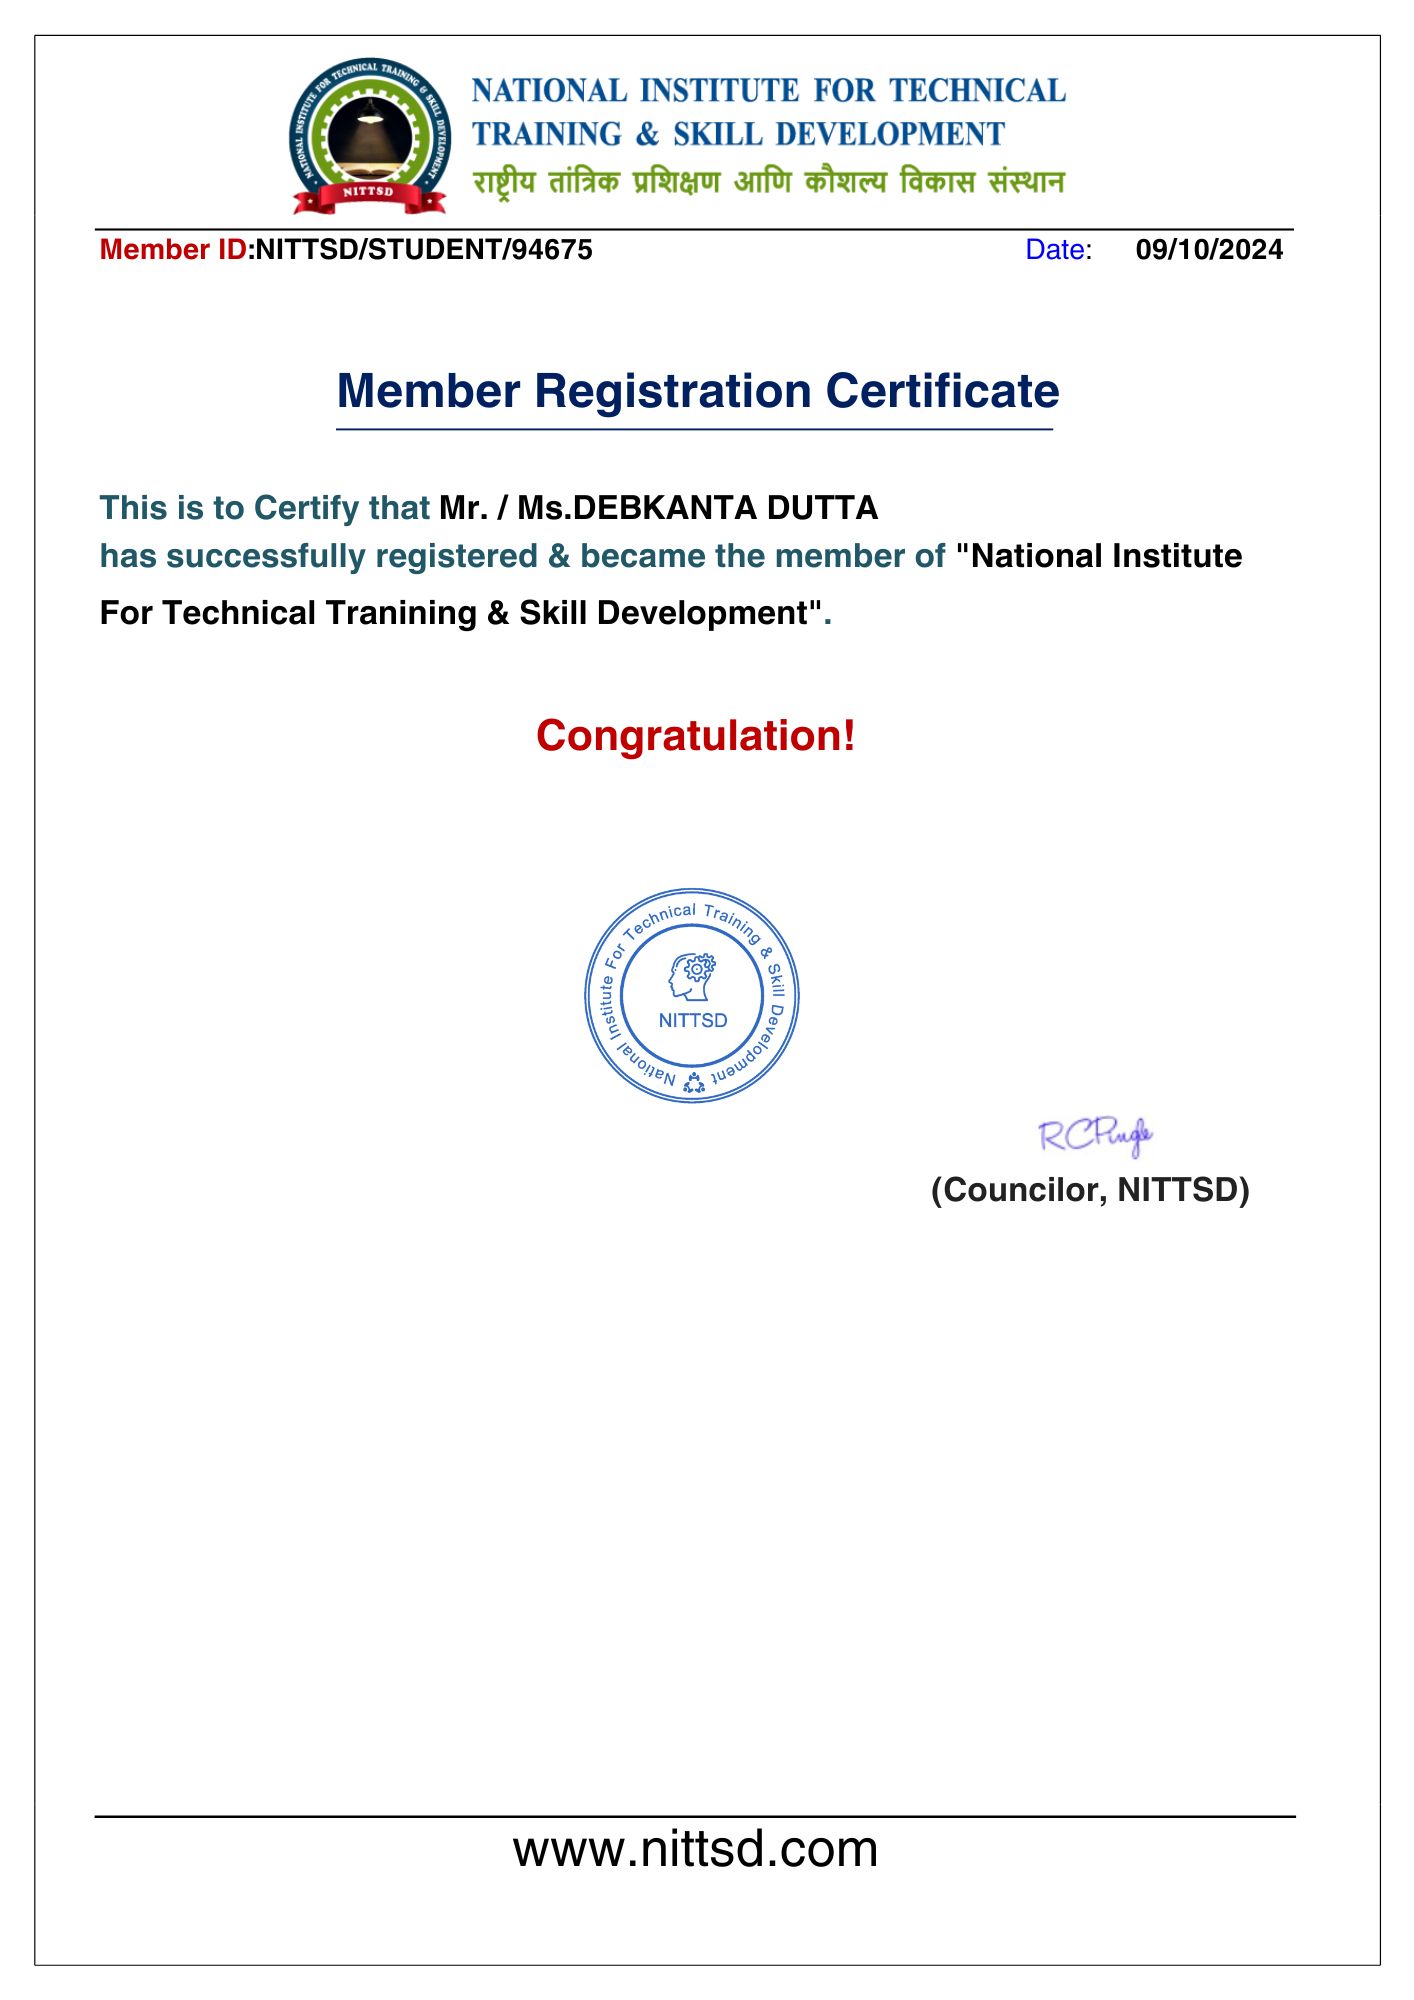 NATIONAL INSTITUTE FOR TECHNICAL TRAINING & SKILL DEVELOPMENT
NITTSD
NATIONAL INSTITUTE FOR TECHNICAL
TRAINING & SKILL DEVELOPMENT
राष्ट्रीय तांत्रिक प्रशिक्षण आणि कौशल्य विकास संस्थान
Member ID:NITTSD/STUDENT/94675 Date: 09/10/2024
Member Registration Certificate
This is to Certify that Mr. / Ms.DEBKANTA DUTTA
has successfully registered & became the member of "National Institute
For Technical Tranining & Skill Development".
Congratulation!
National Institute For Technical Training & Skill Development
NITTSD
RCPingle
(Councilor, NITTSD)
www.nittsd.com